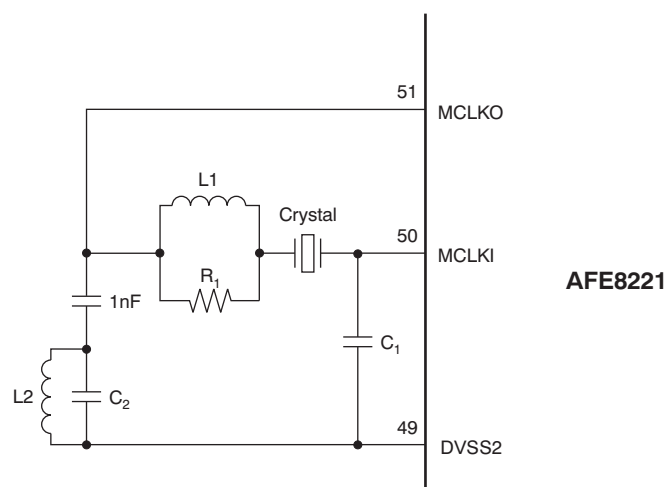 51
MCLKO
L1
Crystal
50
MCLKI
R1
AFE8221
1nF
C1
L2
C2
49
DVSS2